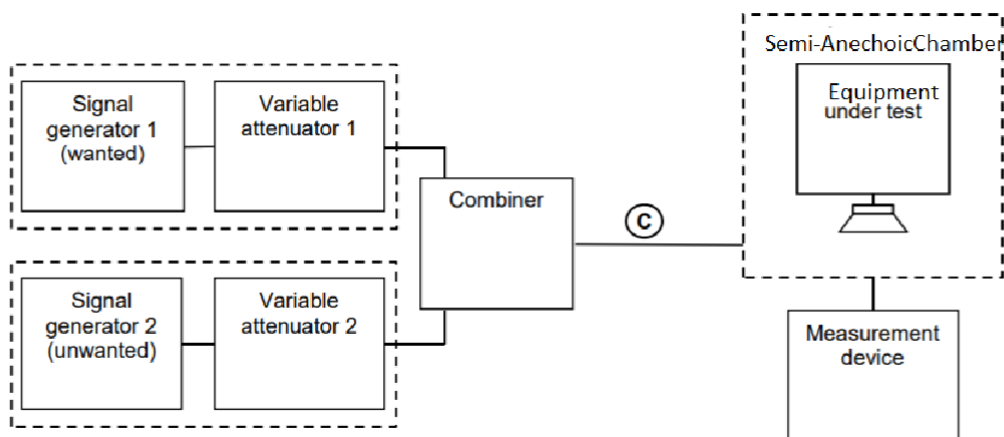 Semi-AnechoicChamber
Signal
generator 1
(wanted)
Variable
attenuator 1
Equipment
under test
Combiner
C
Signal
generator 2
(unwanted)
Variable
attenuator 2
Measurement
device